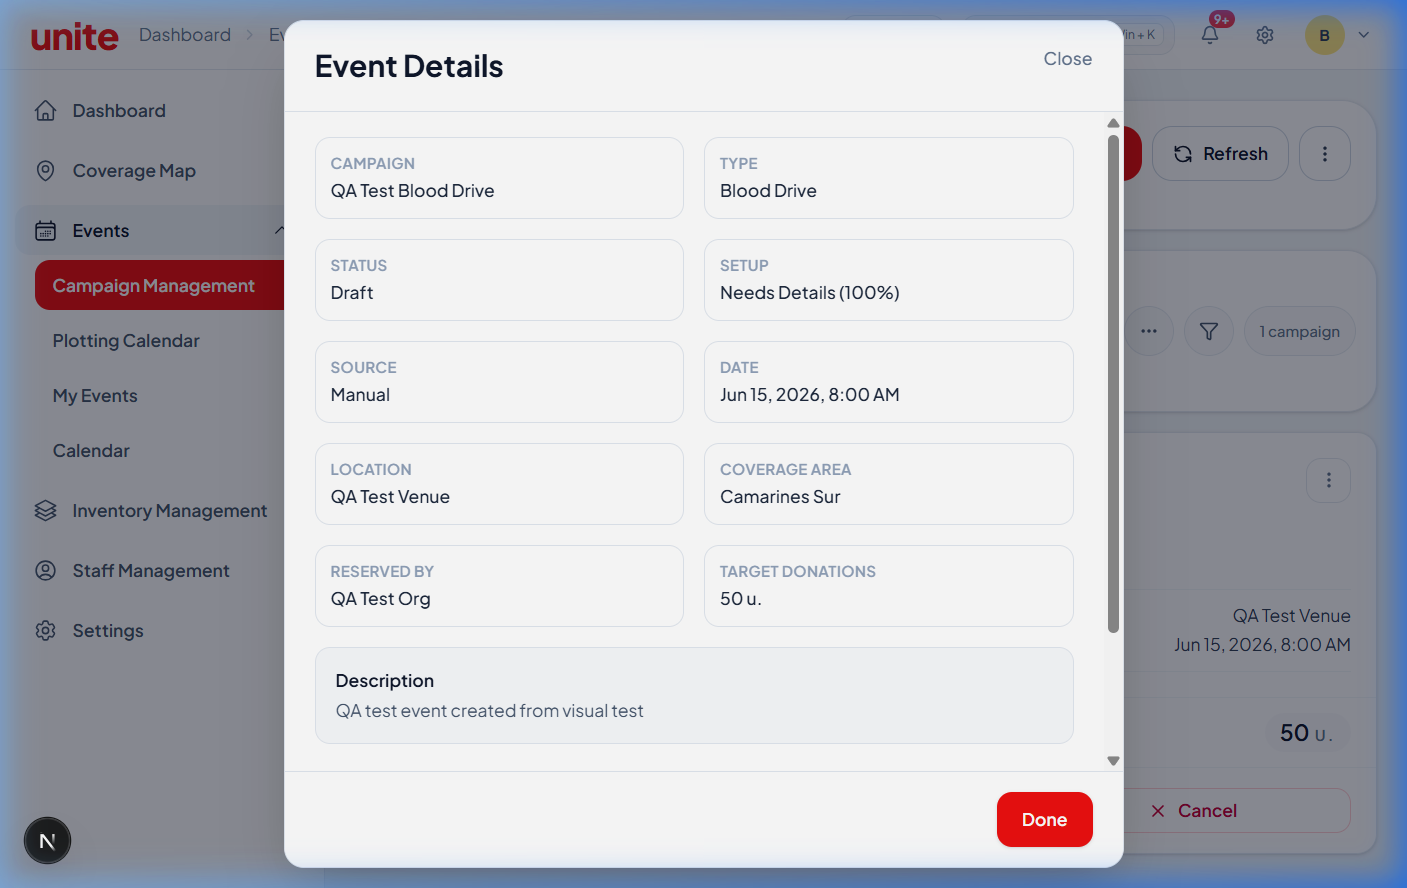 unite
Dashboard > Ev
in + K
9+
B
Dashboard
Coverage Map
Events
Campaign Management
Plotting Calendar
My Events
Calendar
Inventory Management
Staff Management
Settings
N
Event Details
Close
CAMPAIGN
QA Test Blood Drive
TYPE
Blood Drive
STATUS
Draft
SETUP
Needs Details (100%)
SOURCE
Manual
DATE
Jun 15, 2026, 8:00 AM
LOCATION
QA Test Venue
COVERAGE AREA
Camarines Sur
RESERVED BY
QA Test Org
TARGET DONATIONS
50 u.
Description
QA test event created from visual test
Done
Refresh
1 campaign
QA Test Venue
Jun 15, 2026, 8:00 AM
50 U.
Cancel